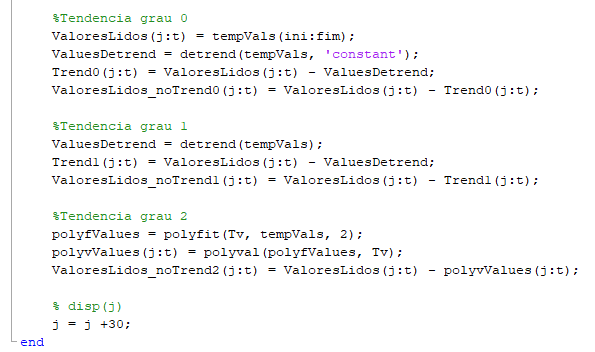 %Tendencia grau 0
ValoresLidos(j:t) = tempVals(ini:fim);
ValuesDetrend = detrend(tempVals, 'constant');
Trend0(j:t) = ValoresLidos(j:t) - ValuesDetrend;
ValoresLidos_noTrend0(j:t) = ValoresLidos(j:t) - Trend0(j:t);
%Tendencia grau 1
ValuesDetrend = detrend(tempVals);
Trend1(j:t) = ValoresLidos(j:t) - ValuesDetrend;
ValoresLidos_noTrend1(j:t) = ValoresLidos(j:t) - Trend1(j:t);
%Tendencia grau 2
polyfValues = polyfit(Tv, tempVals, 2);
polyvValues(j:t) = polyval(polyfValues, Tv);
ValoresLidos_noTrend2(j:t) = ValoresLidos(j:t) - polyvValues(j:t);
% disp(j)
j = j +30;
end